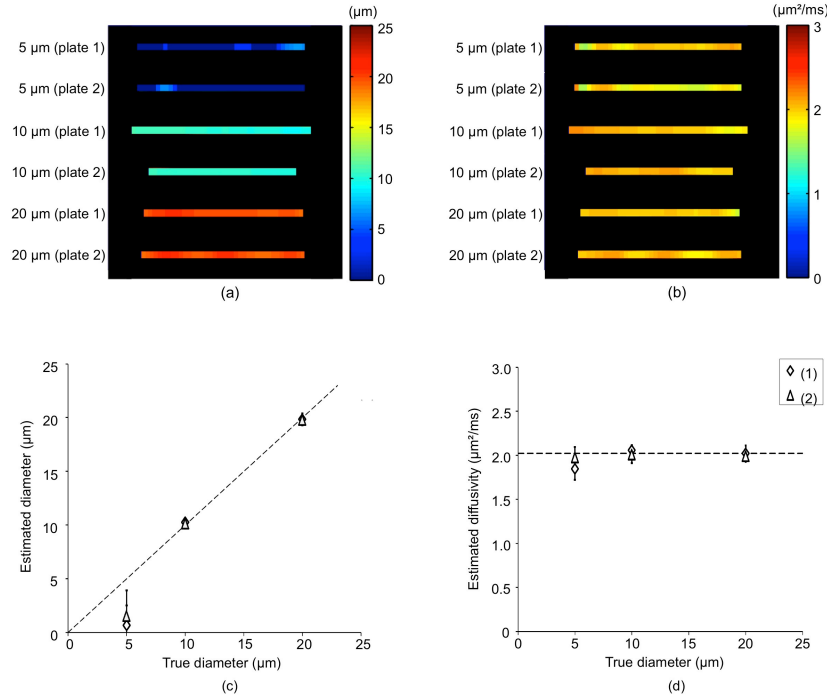 (µm)
25
20
15
10
5
0
5 µm (plate 1)
5 µm (plate 2)
10 µm (plate 1)
10 µm (plate 2)
20 µm (plate 1)
20 µm (plate 2)
(a)
(µm²/ms)
3
2
1
0
5 µm (plate 1)
5 µm (plate 2)
10 µm (plate 1)
10 µm (plate 2)
20 µm (plate 1)
20 µm (plate 2)
(b)
Estimated diameter (µm)
25
20
15
10
5
0
0 5 10 15 20 25
True diameter (µm)
(c)
Estimated diffusivity (µm²/ms)
3.0
2.5
2.0
1.5
1.0
0.5
0.0
0 5 10 15 20 25
True diameter (µm)
(d)
(1)
(2)